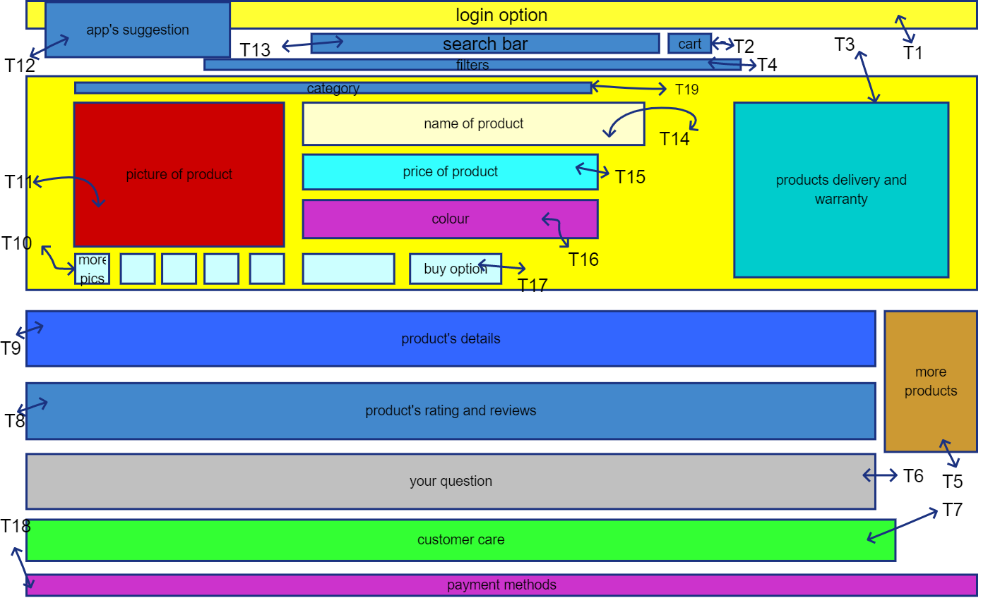 login option
app's suggestion
T13
search bar
cart
T2
T3
T1
T12
filters
T4
category
T19
name of product
T14
picture of product
T11
price of product
T15
products delivery and
warranty
colour
T10
T16
more
pics
buy option
T17
product's details
T9
more
products
product's rating and reviews
T8
your question
T6
T5
T7
T18
customer care
payment methods